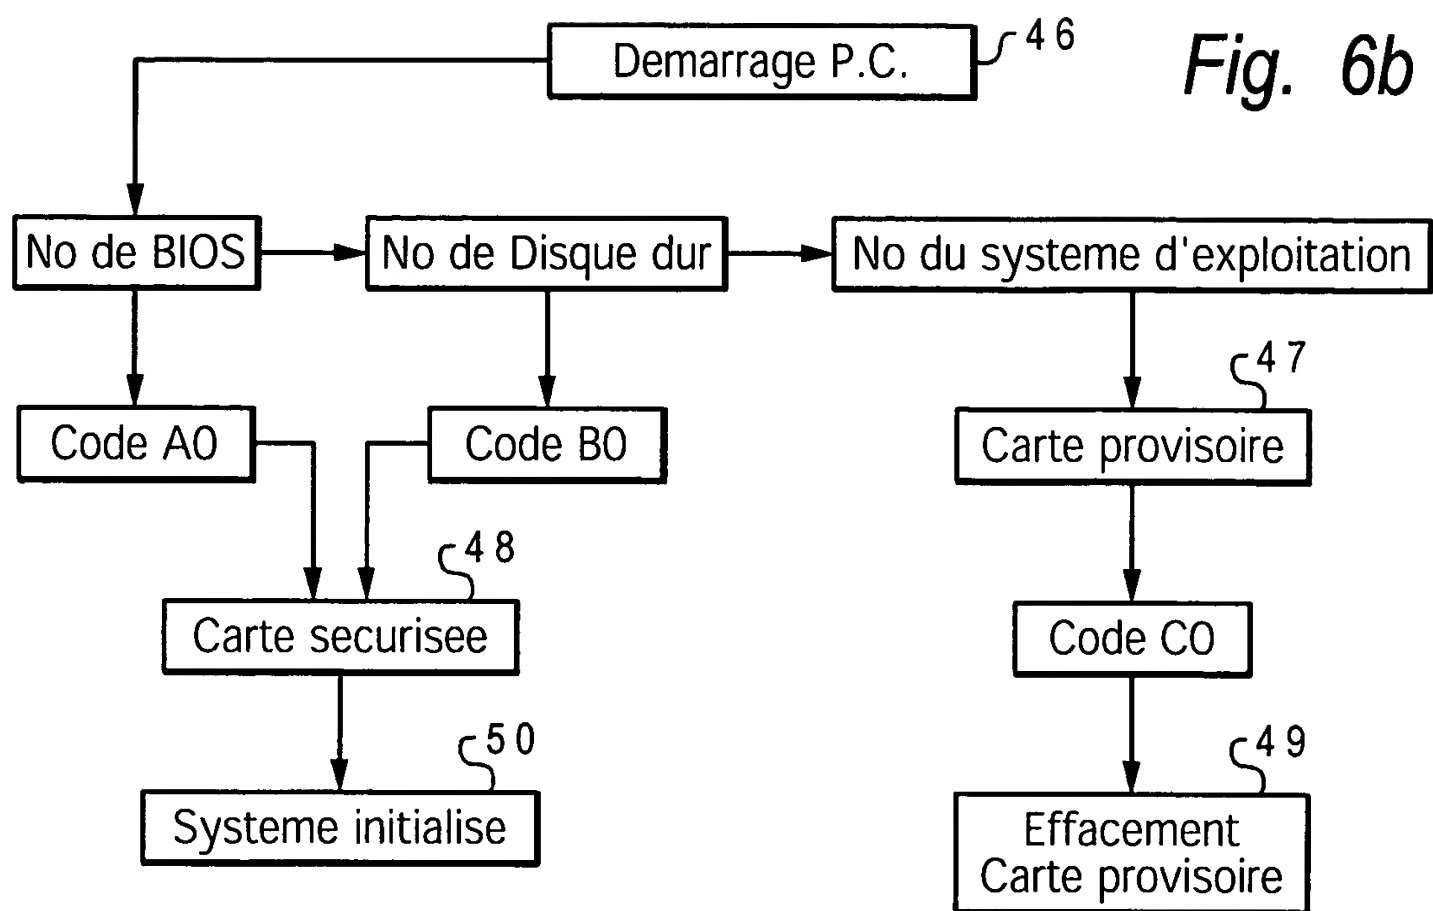 Demarrage P.C.
46
Fig. 6b
No de BIOS
No de Disque dur
No du systeme d'exploitation
47
Code A0
Code B0
Carte provisoire
48
Carte securisee
Code C0
50
49
Systeme initialise
Effacement
Carte provisoire